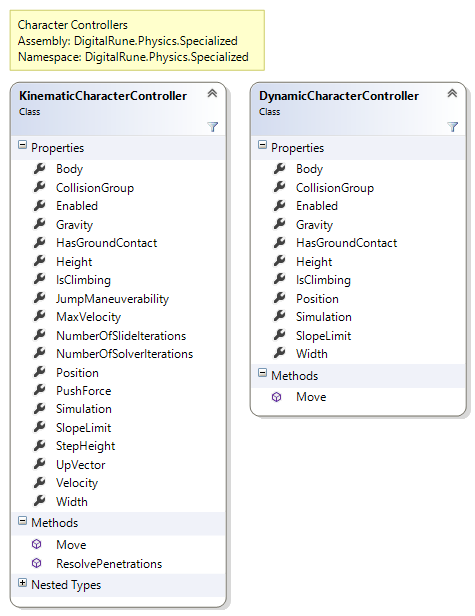 Character Controllers
Assembly: DigitalRune.Physics.Specialized
Namespace: DigitalRune.Physics.Specialized
KinematicCharacterController
Class
Properties
Body
CollisionGroup
Enabled
Gravity
HasGroundContact
Height
IsClimbing
JumpManeuverability
MaxVelocity
NumberOfSlideIterations
NumberOfSolverIterations
Position
PushForce
Simulation
SlopeLimit
StepHeight
UpVector
Velocity
Width
Methods
Move
ResolvePenetrations
Nested Types
DynamicCharacterController
Class
Properties
Body
CollisionGroup
Enabled
Gravity
HasGroundContact
Height
IsClimbing
Position
Simulation
SlopeLimit
Width
Methods
Move